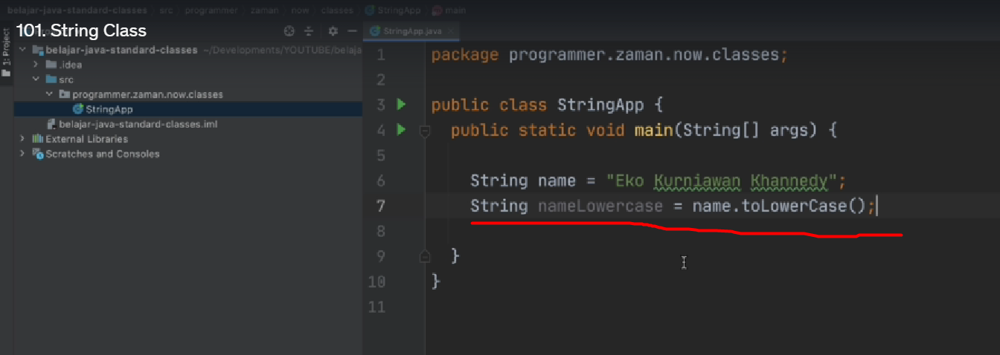 belajar-java-standard-classes src programmer zaman now classes StringApp main
101. String Class
StringApp.java
1: Project
belajar-java-standard-classes ~/Developments/YOUTUBE/belaja
.idea
src
programmer.zaman.now.classes
StringApp
belajar-java-standard-classes.iml
External Libraries
Scratches and Consoles
1 package programmer.zaman.now.classes;
2
3 public class StringApp {
4 public static void main(String[] args) {
5
6 String name = "Eko Kurniawan Khannedy";
7 String nameLowercase = name.toLowerCase();
8
9 }
10 }
11